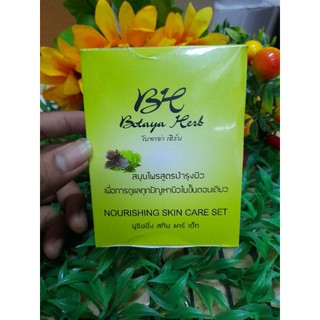 BH
Botaya Herb
โบทาย่า เฮิร์บ
สมุนไพรสูตรบำรุงผิว
เพื่อการดูแลทุกปัญหาผิวในขั้นตอนเดียว
NOURISHING SKIN CARE SET
นูริชชิ่ง สกิน แคร์ เซ็ท